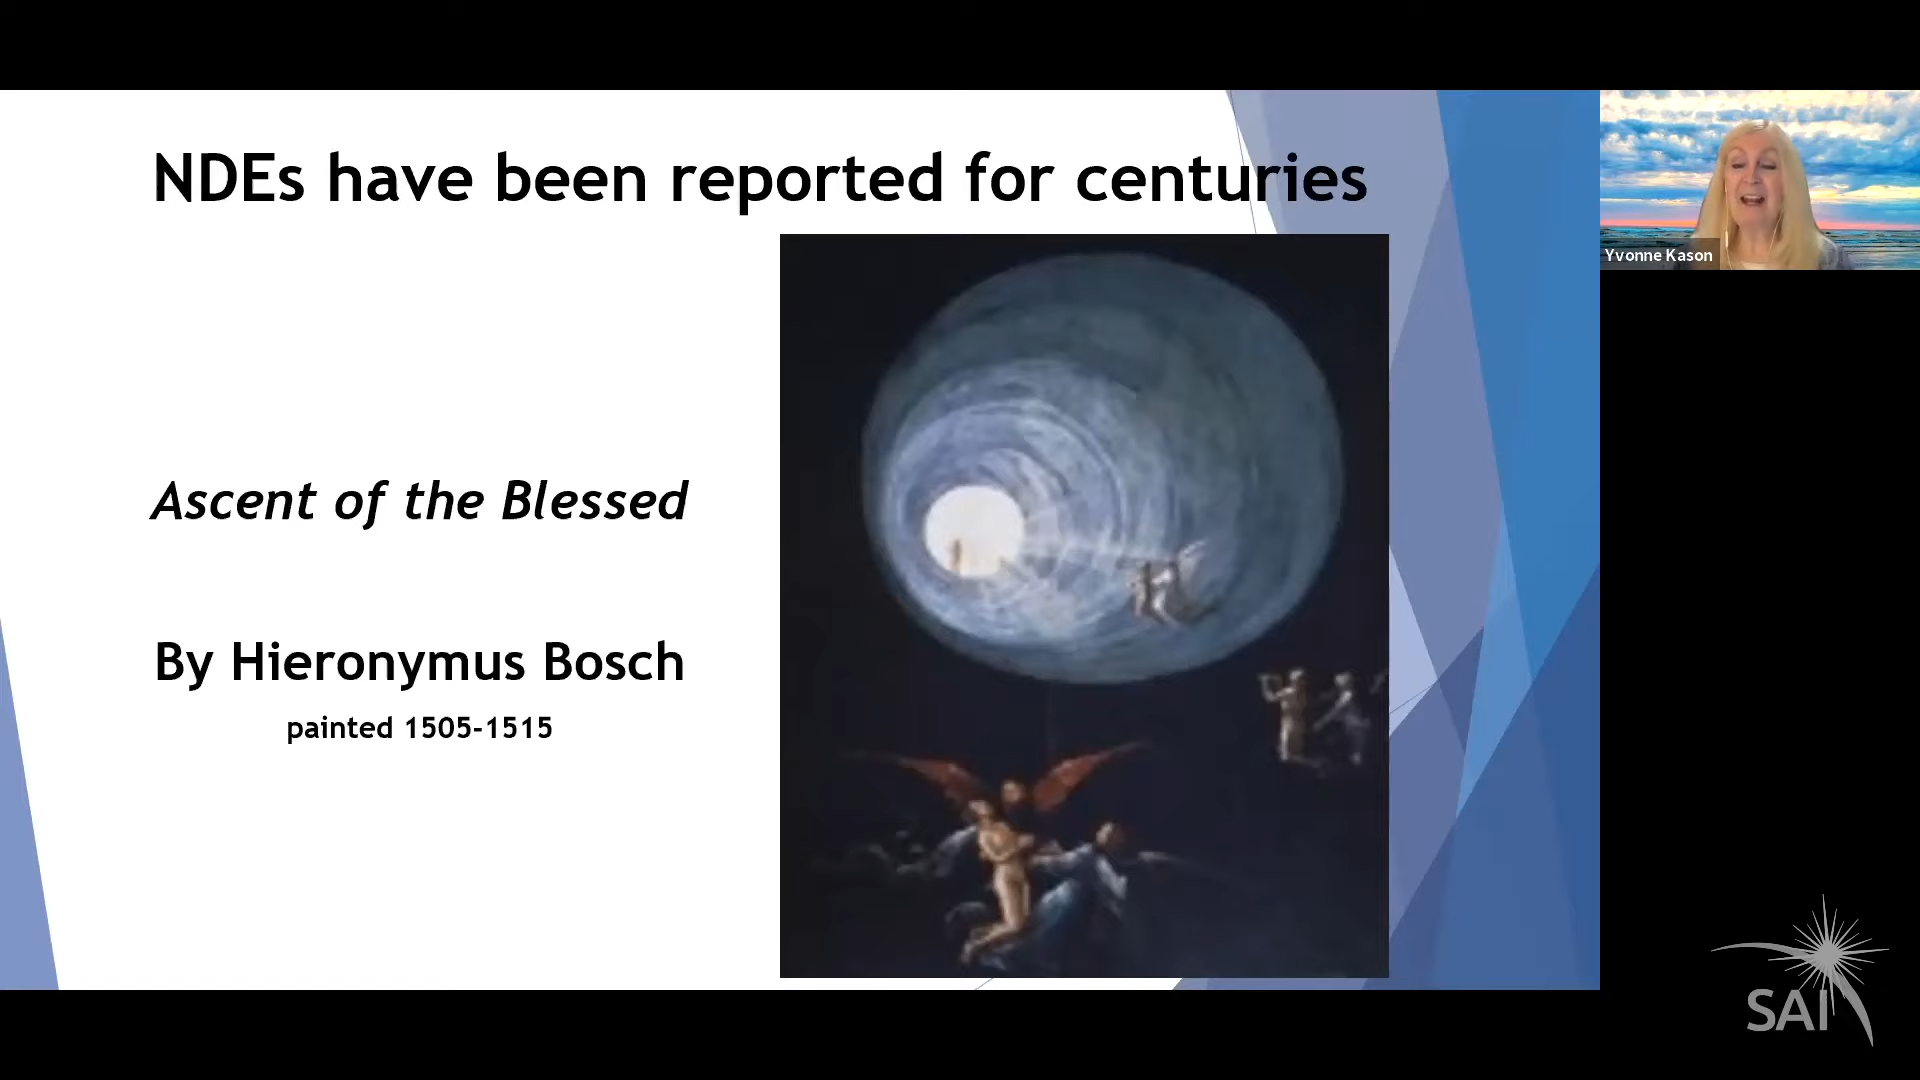 NDEs have been reported for centuries
Yvonne Kason
Ascent of the Blessed
By Hieronymus Bosch
painted 1505-1515
SAI